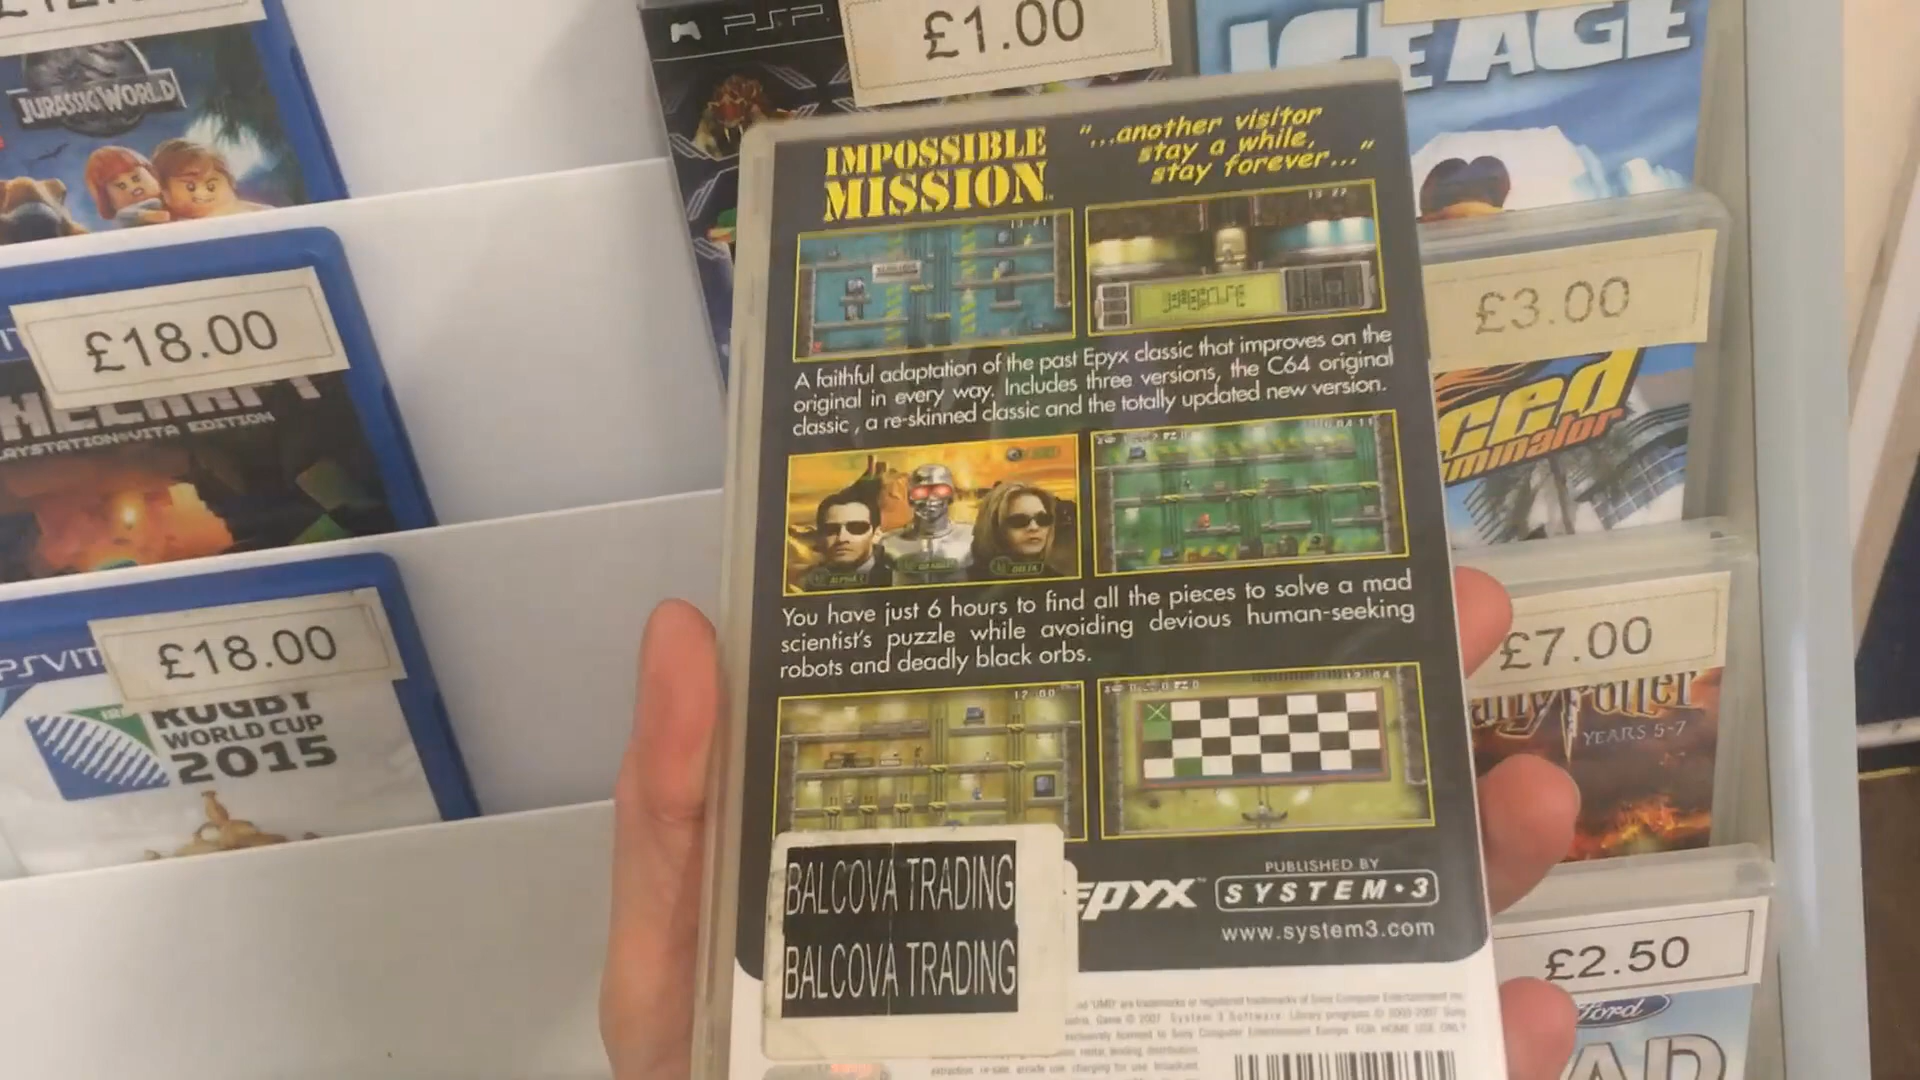 JURASSIC WORLD
£18.00
PLAYSTATION®VITA EDITION
PSVITA
£18.00
RUGBY
WORLD CUP
2015
PSP
£1.00
ICE AGE
£3.00
£7.00
YEARS 5-7
£2.50
Ford
IMPOSSIBLE
MISSION
"...another visitor
stay a while,
stay forever..."
A faithful adaptation of the past Epyx classic that improves on the
original in every way. Includes three versions, the C64 original
classic , a re-skinned classic and the totally updated new version.
You have just 6 hours to find all the pieces to solve a mad
scientist's puzzle while avoiding devious human-seeking
robots and deadly black orbs.
BALCOVA TRADING
BALCOVA TRADING
epyx™
PUBLISHED BY
SYSTEM•3
www.system3.com